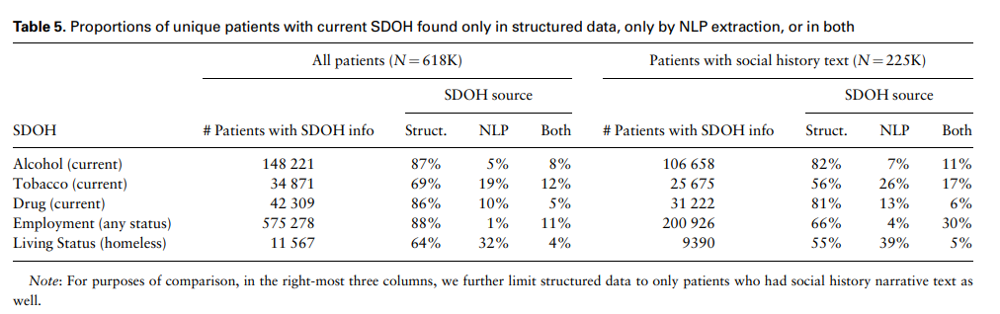 Table 5. Proportions of unique patients with current SDOH found only in structured data, only by NLP extraction, or in both
All patients (N=618K) Patients with social history text (N=225K)
SDOH source SDOH source
SDOH # Patients with SDOH info Struct. NLP Both # Patients with SDOH info Struct. NLP Both
Alcohol (current) 148 221 87% 5% 8% 106 658 82% 7% 11%
Tobacco (current) 34 871 69% 19% 12% 25 675 56% 26% 17%
Drug (current) 42 309 86% 10% 5% 31 222 81% 13% 6%
Employment (any status) 575 278 88% 1% 11% 200 926 66% 4% 30%
Living Status (homeless) 11 567 64% 32% 4% 9390 55% 39% 5%
Note: For purposes of comparison, in the right-most three columns, we further limit structured data to only patients who had social history narrative text as
well.